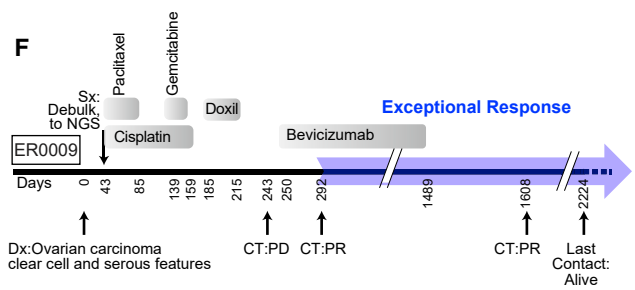 F
Paclitaxel
Gemcitabine
Sx:
Debulk,
to NGS
Doxil
Exceptional Response
Cisplatin
Bevicizumab
ER0009
Days
0
43
85
139
159
185
215
243
250
292
1489
1608
2224
Dx:Ovarian carcinoma
clear cell and serous features
CT:PD
CT:PR
CT:PR
Last
Contact:
Alive